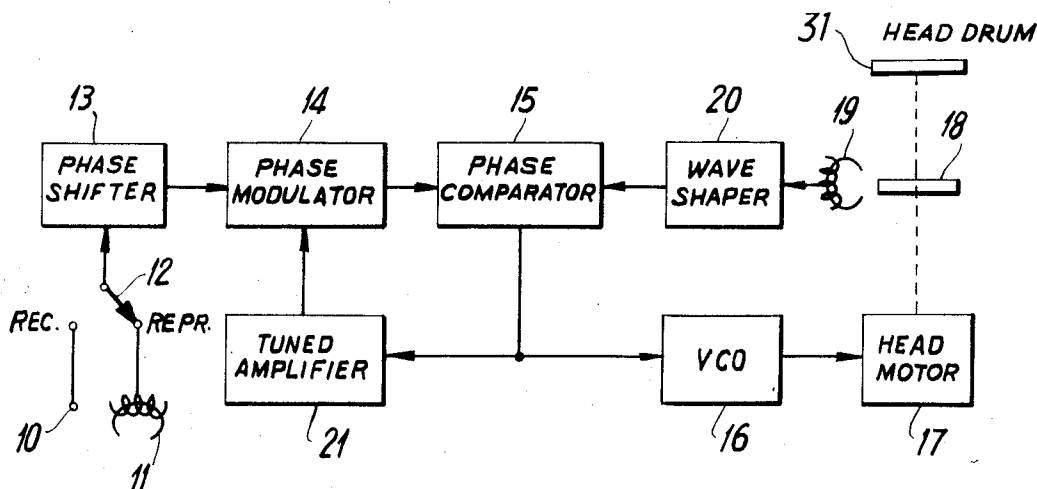 31 HEAD DRUM
13
14
15
20
19
18
PHASE
SHIFTER
PHASE
MODULATOR
PHASE
COMPARATOR
WAVE
SHAPER
12
REC.
REPR.
TUNED
AMPLIFIER
VCO
HEAD
MOTOR
10
11
21
16
17